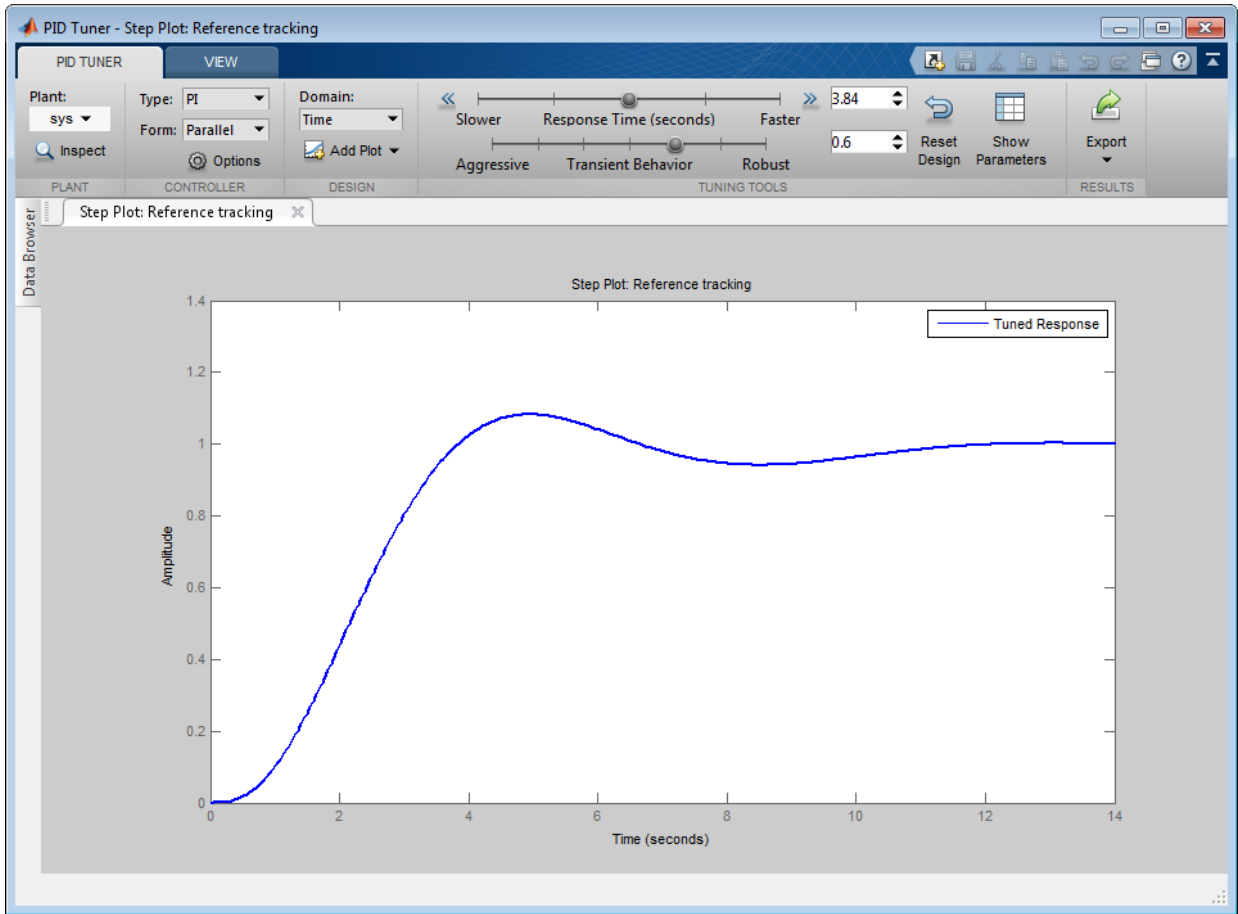 PID Tuner - Step Plot: Reference tracking
PID TUNER
VIEW
Plant:
sys
Inspect
PLANT
Type: PI
Form: Parallel
Options
CONTROLLER
Domain:
Time
Add Plot
DESIGN
Slower
Response Time (seconds)
Faster
3.84
Aggressive
Transient Behavior
Robust
0.6
Reset
Design
Show
Parameters
TUNING TOOLS
Export
RESULTS
Data Browser
Step Plot: Reference tracking
Step Plot: Reference tracking
Tuned Response
Amplitude
1.4
1.2
1
0.8
0.6
0.4
0.2
0
0 2 4 6 8 10 12 14
Time (seconds)